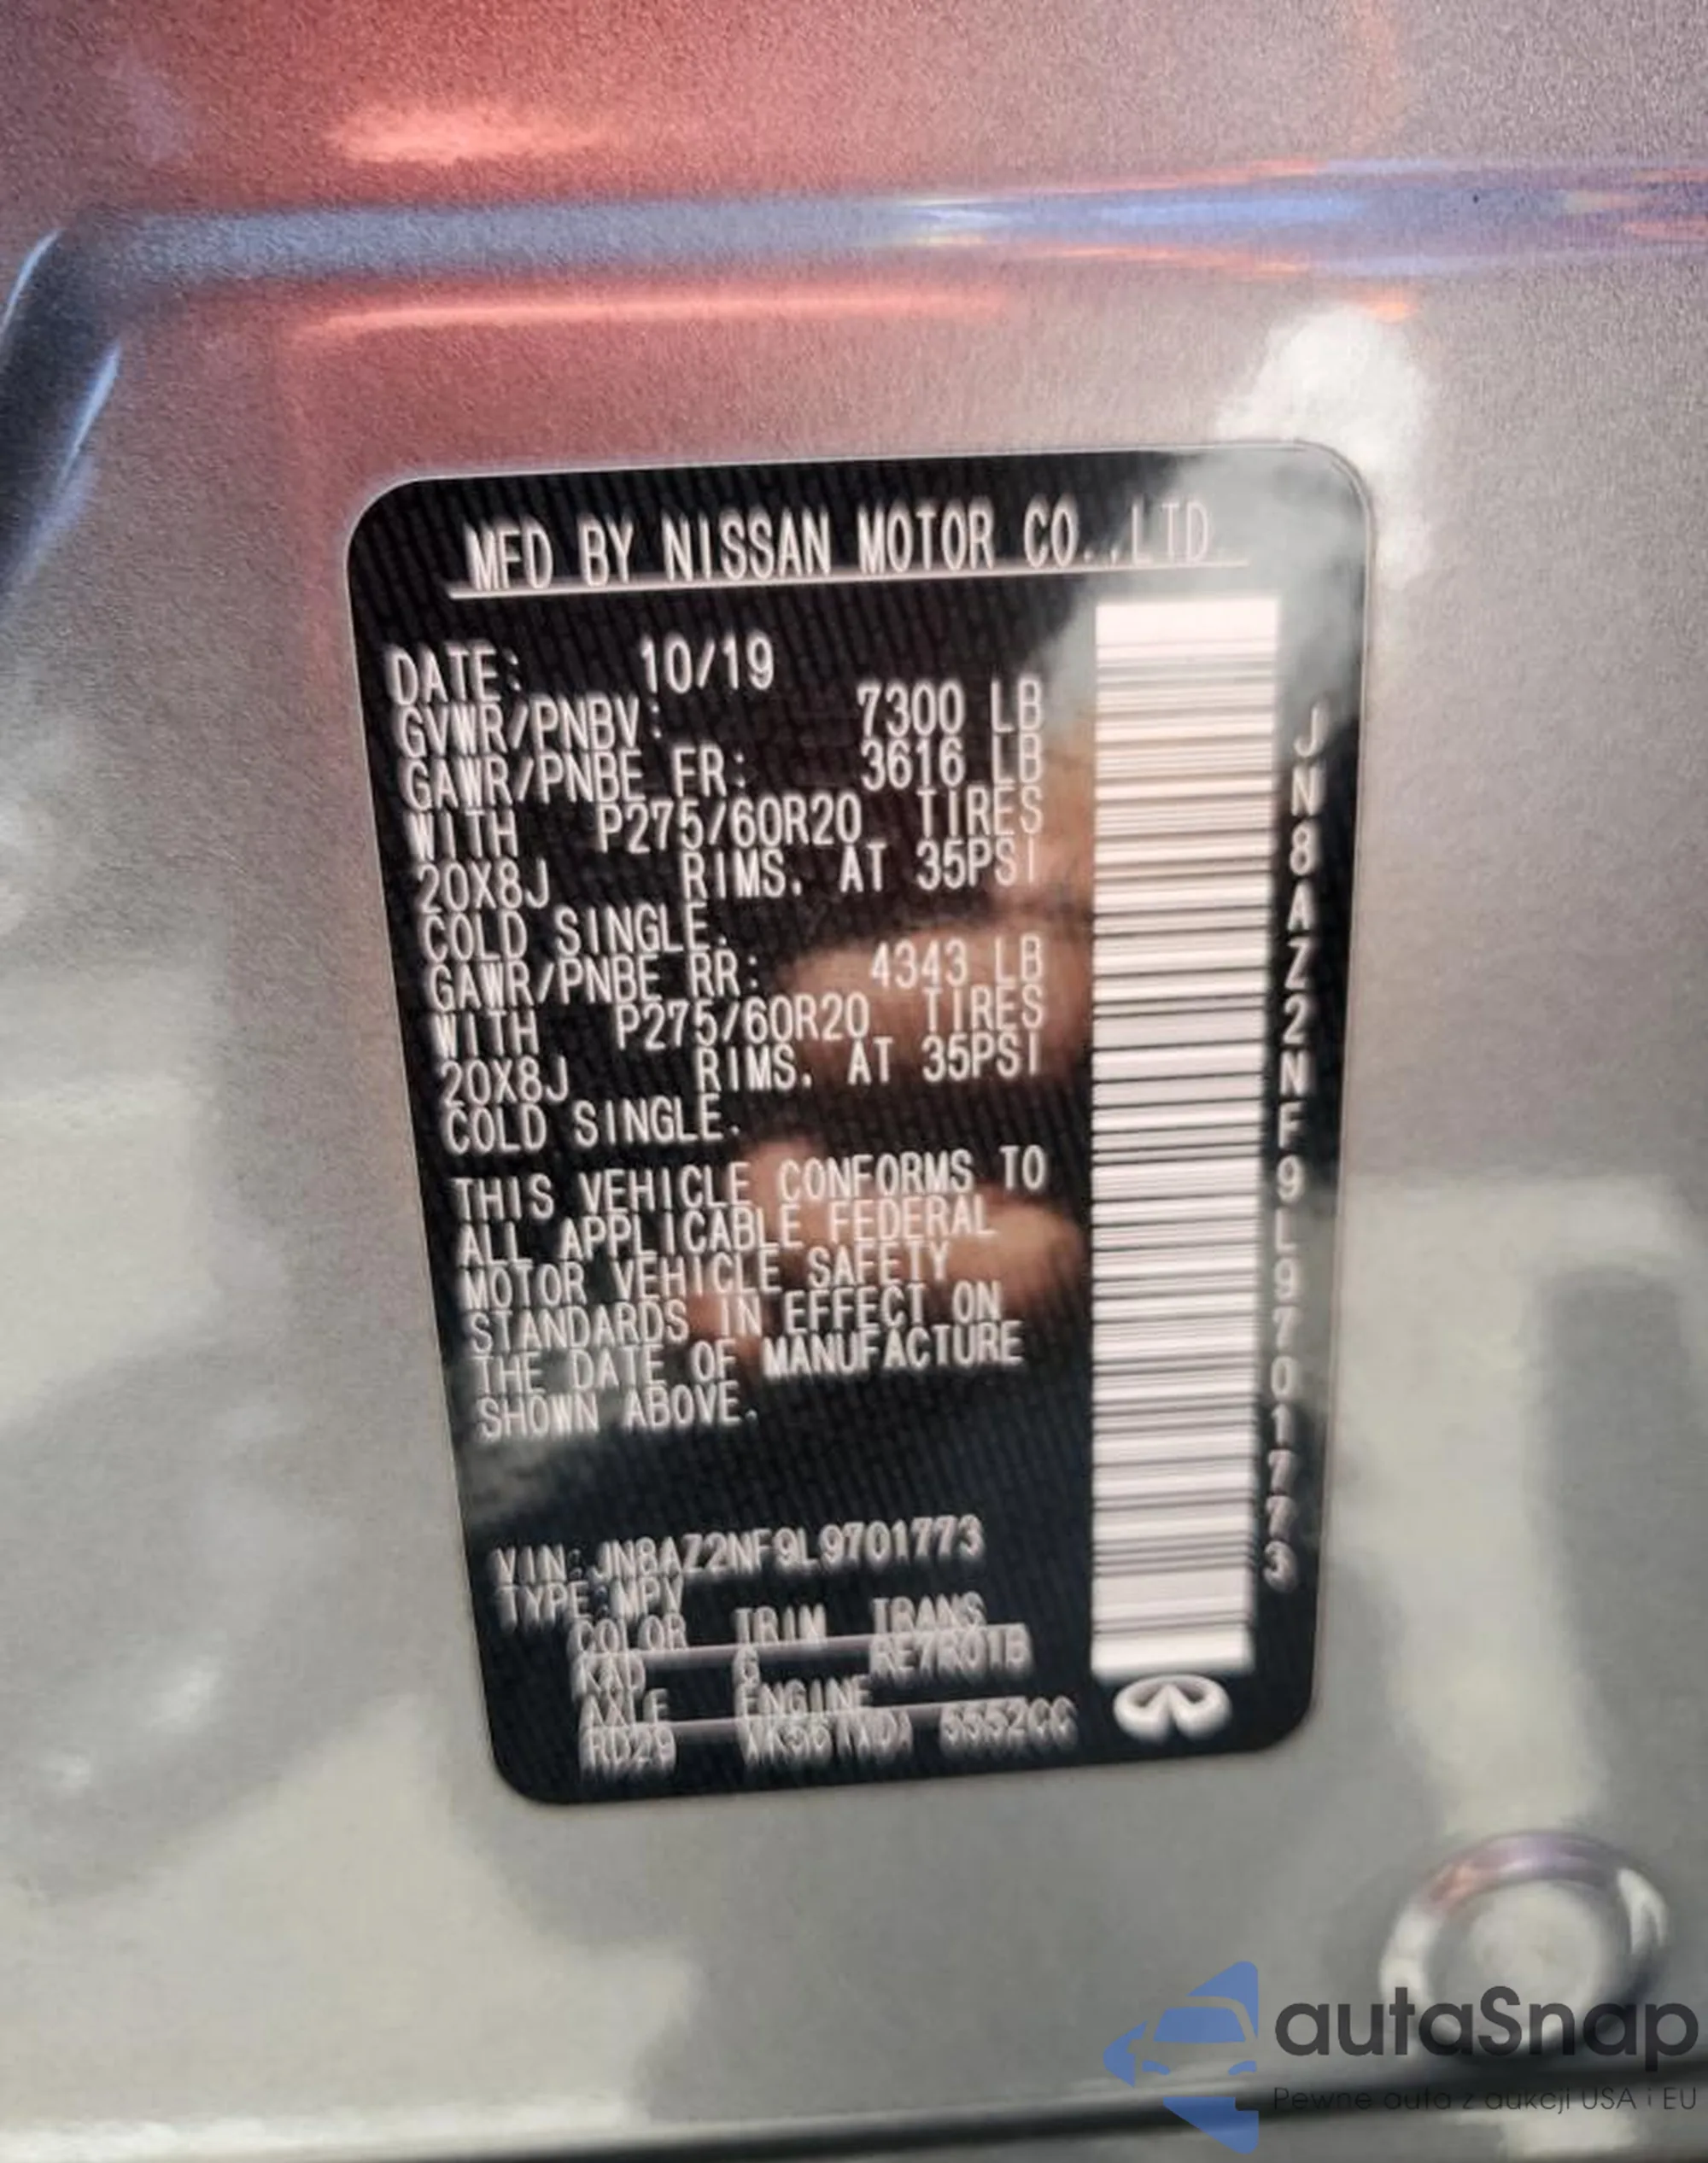 MFD BY NISSAN MOTOR CO.,LTD.
DATE: 10/19
GVWR/PNBV: 7300 LB
GAWR/PNBE FR: 3616 LB
WITH P275/60R20 TIRES
20X8J RIMS. AT 35PSI
COLD SINGLE.
GAWR/PNBE RR: 4343 LB
WITH P275/60R20 TIRES
20X8J RIMS. AT 35PSI
COLD SINGLE.
THIS VEHICLE CONFORMS TO
ALL APPLICABLE FEDERAL
MOTOR VEHICLE SAFETY
STANDARDS IN EFFECT ON
THE DATE OF MANUFACTURE
SHOWN ABOVE.
VIN:JN8AZ2NF9L9701773
TYPE:MPV
COLOR TRIM TRANS
KAD G RE7R01B
AXLE ENGINE
RD29 5552CC
JN8AZ2NF9L9701773
autaSnap
Pewne auta z aukcji USA i EU